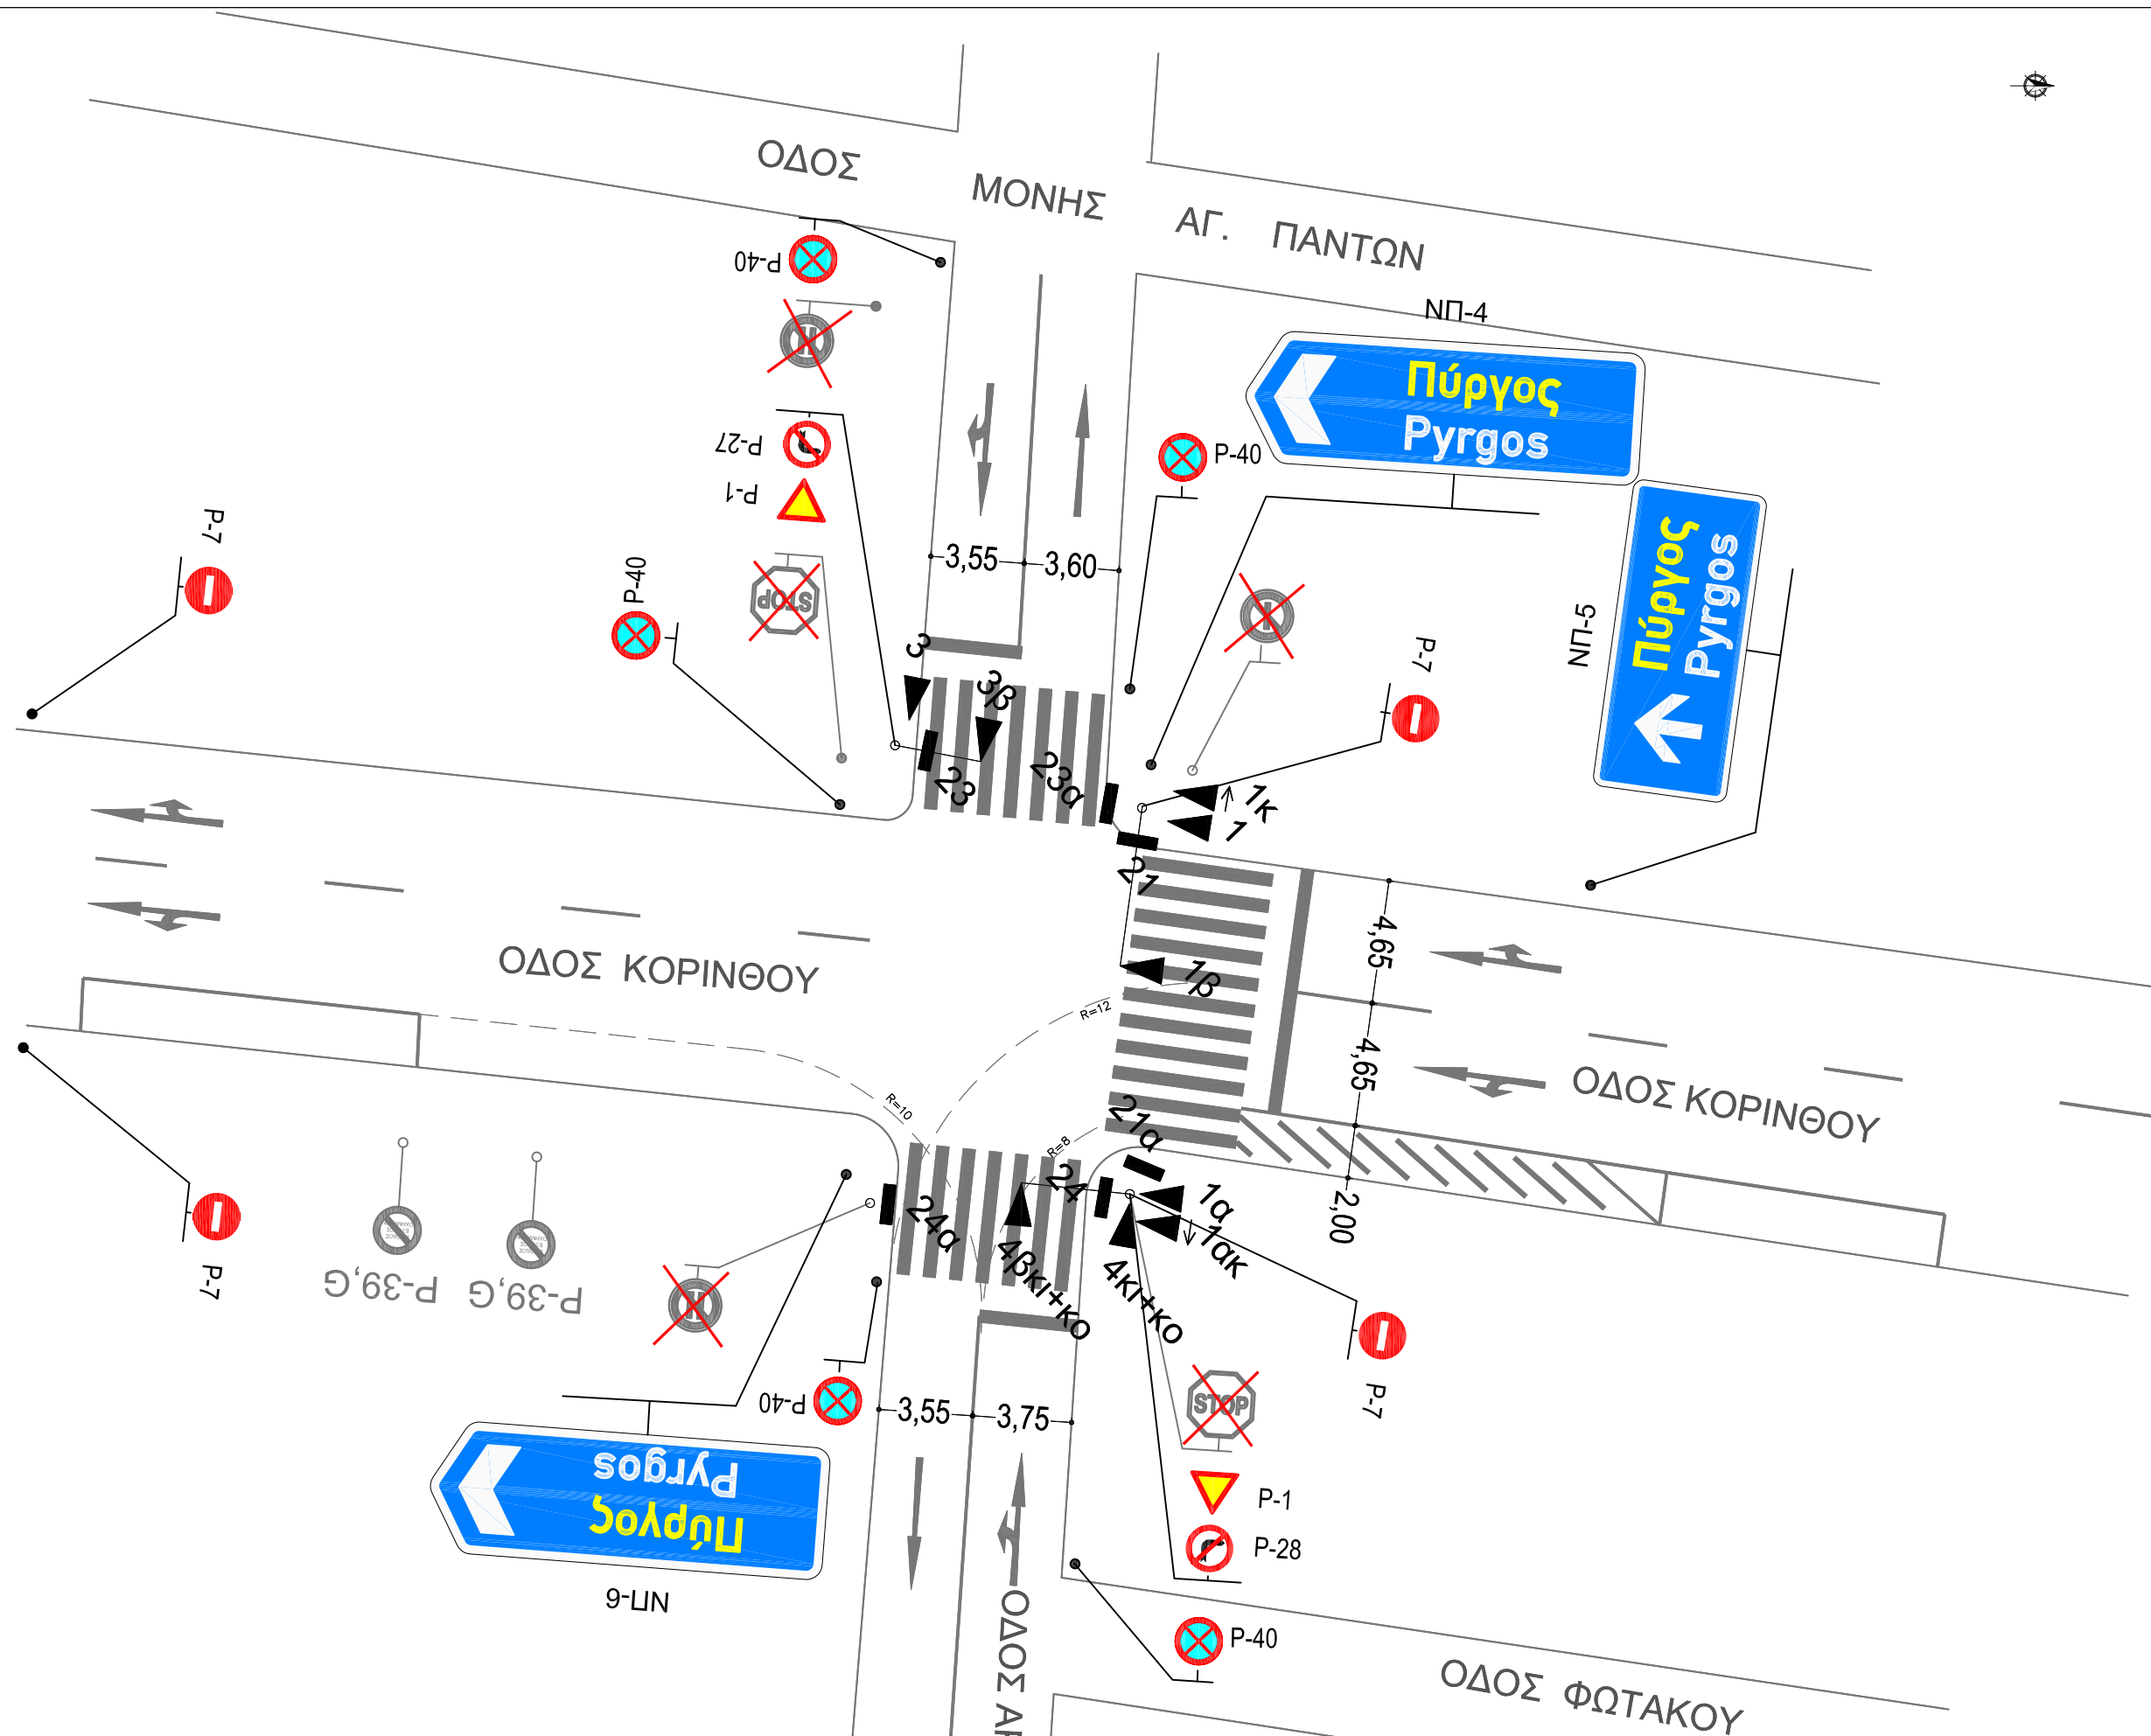 ΟΔΟΣ ΜΟΝΗΣ ΑΓ. ΠΑΝΤΩΝ
P-40
ΝΠ-4
Πύργος
Pyrgos
P-27
P-1
P-40
P-7
P-40
STOP
3,55
3,60
Πύργος
Pyrgos
ΝΠ-5
P-7
3
3β
23
23α
1κ
1
21
4,65
ΟΔΟΣ ΚΟΡΙΝΘΟΥ
1β
R=12
4,65
ΟΔΟΣ ΚΟΡΙΝΘΟΥ
R=10
R=8
21α
24
24α
1α
1ακ
2,00
4βκι+κο
4κι+κο
P-7
P-39,G
P-39,G
P-40
3,55
3,75
STOP
P-7
Πύργος
Pyrgos
ΝΠ-6
P-1
P-28
P-40
ΟΔΟΣ
ΟΔΟΣ ΦΩΤΑΚΟΥ